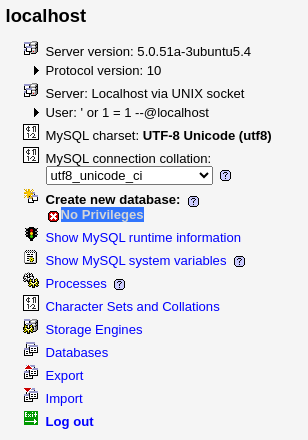 localhost
Server version: 5.0.51a-3ubuntu5.4
Protocol version: 10
Server: Localhost via UNIX socket
User: ' or 1 = 1 --@localhost
MySQL charset: UTF-8 Unicode (utf8)
MySQL connection collation:
utf8_unicode_ci
Create new database:
No Privileges
Show MySQL runtime information
Show MySQL system variables
Processes
Character Sets and Collations
Storage Engines
Databases
Export
Import
Log out